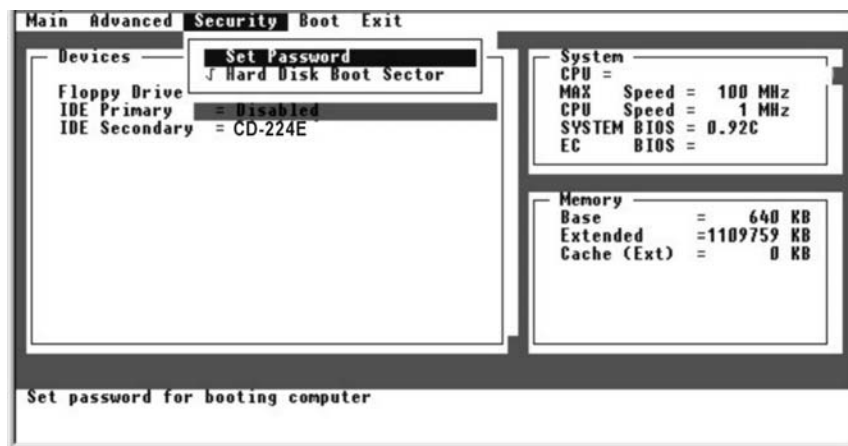 Main Advanced Security Boot Exit
Devices
Set Password
√ Hard Disk Boot Sector
Floppy Drive
IDE Primary = Disabled
IDE Secondary = CD-224E
System
CPU =
MAX Speed = 100 MHz
CPU Speed = 1 MHz
SYSTEM BIOS = 0.92C
EC BIOS =
Memory
Base = 640 KB
Extended =1109759 KB
Cache (Ext) = 0 KB
Set password for booting computer